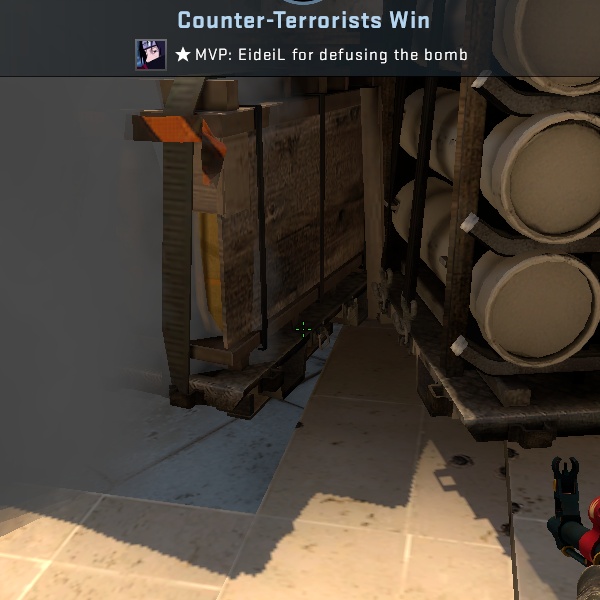 Counter-Terrorists Win
★ MVP: EideiL for defusing the bomb